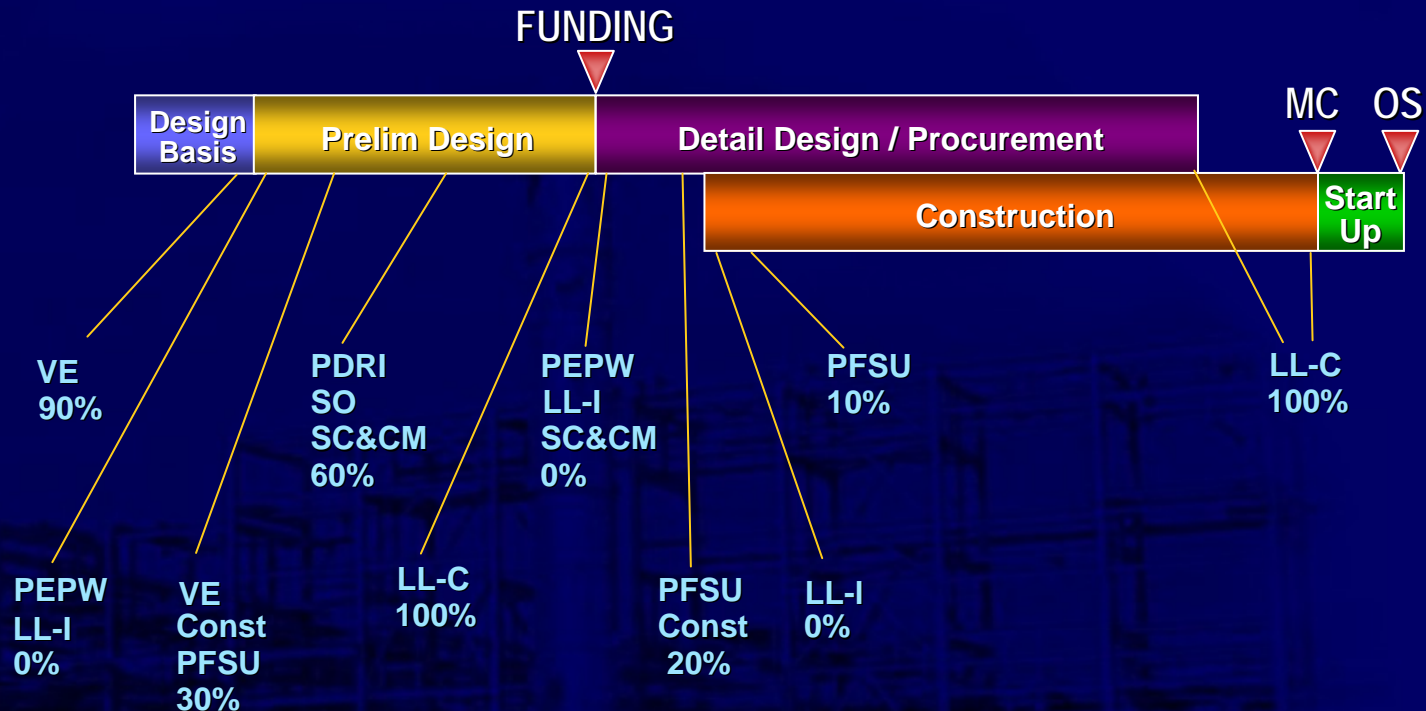 FUNDING
MC
OS
Design
Basis
Prelim Design
Detail Design / Procurement
Construction
Start
Up
VE
90%
PDRI
SO
SC&CM
60%
PEPW
LL-I
SC&CM
0%
PFSU
10%
LL-C
100%
PEPW
LL-I
0%
VE
Const
PFSU
30%
LL-C
100%
PFSU
Const
20%
LL-I
0%